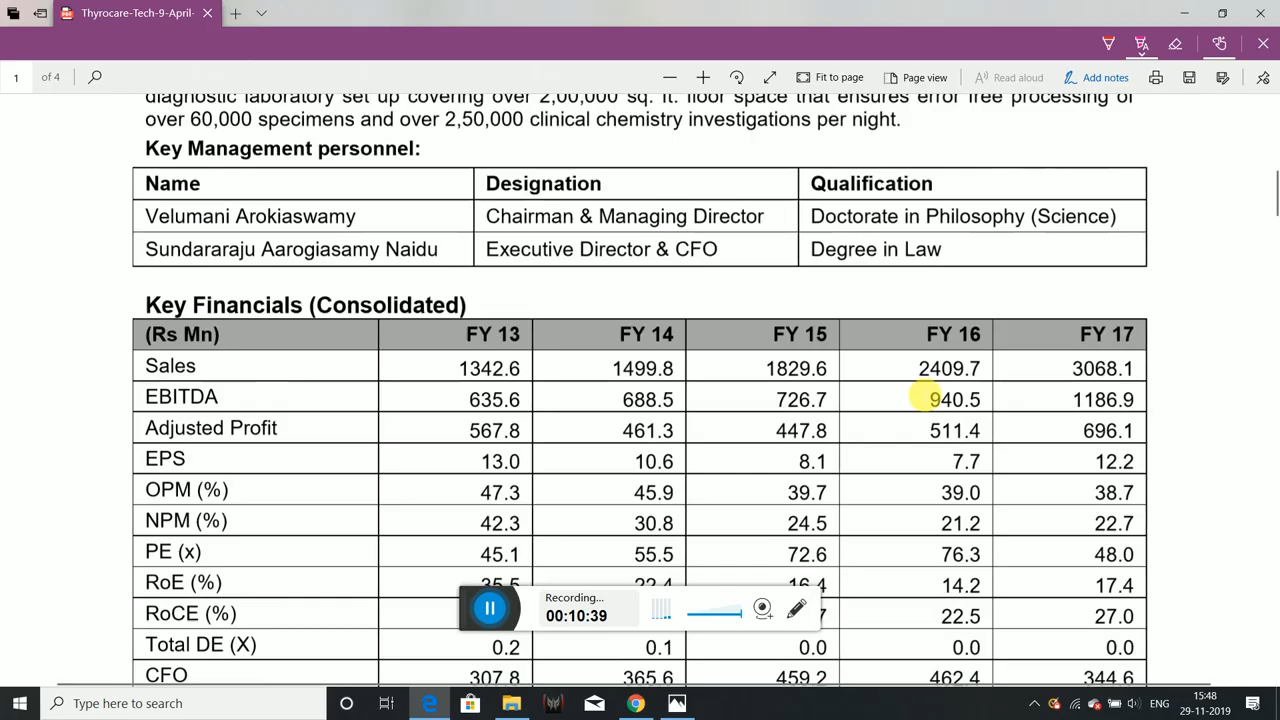 Thyrocare-Tech-9-April-
1 of 4 Fit to page Page view Read aloud Add notes
diagnostic laboratory set up covering over 2,00,000 sq. ft. floor space that ensures error free processing of
over 60,000 specimens and over 2,50,000 clinical chemistry investigations per night.
Key Management personnel:
Name Designation Qualification
Velumani Arokiaswamy Chairman & Managing Director Doctorate in Philosophy (Science)
Sundararaju Aarogiasamy Naidu Executive Director & CFO Degree in Law
Key Financials (Consolidated)
(Rs Mn) FY 13 FY 14 FY 15 FY 16 FY 17
Sales 1342.6 1499.8 1829.6 2409.7 3068.1
EBITDA 635.6 688.5 726.7 940.5 1186.9
Adjusted Profit 567.8 461.3 447.8 511.4 696.1
EPS 13.0 10.6 8.1 7.7 12.2
OPM (%) 47.3 45.9 39.7 39.0 38.7
NPM (%) 42.3 30.8 24.5 21.2 22.7
PE (x) 45.1 55.5 72.6 76.3 48.0
RoE (%) 35.5 22.4 16.4 14.2 17.4
Recording...
RoCE (%) 22.5 27.0
00:10:39
Total DE (X) 0.2 0.1 0.0 0.0 0.0
CFO 307.8 365.6 459.2 462.4 344.6
Type here to search ENG 15:48
29-11-2019